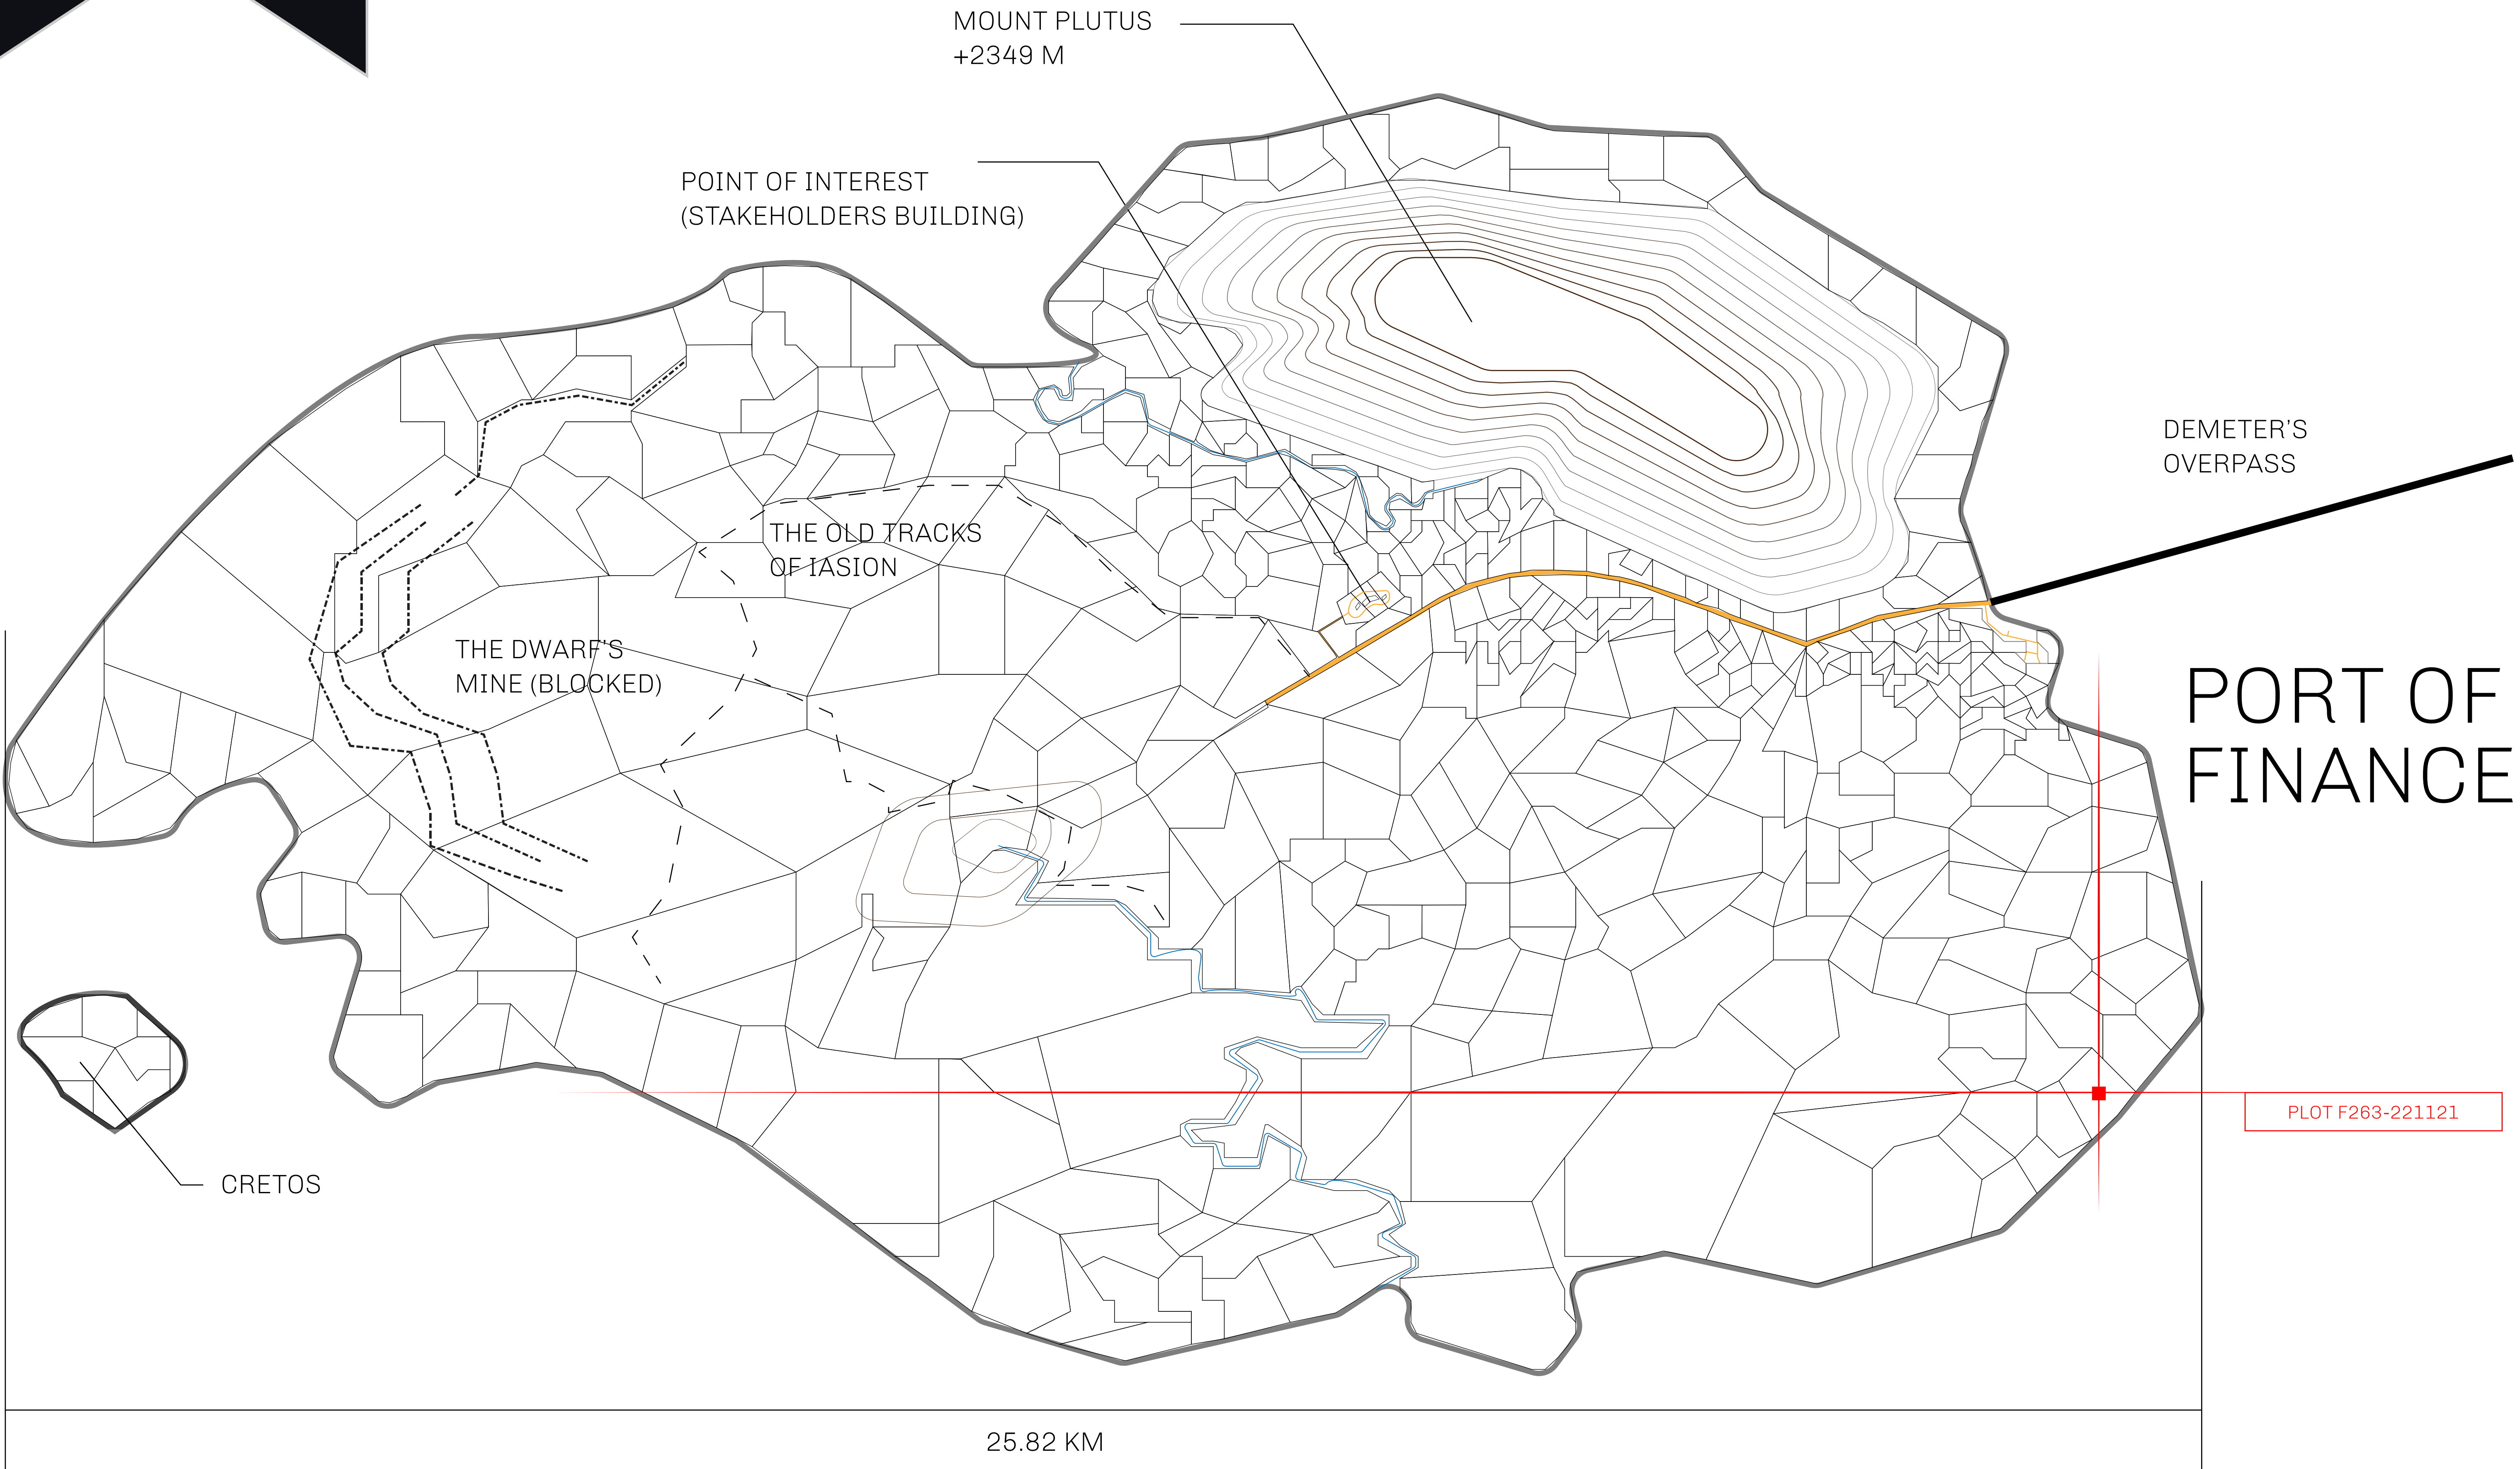 MOUNT PLUTUS
+2349 M
POINT OF INTEREST
(STAKEHOLDERS BUILDING)
DEMETER'S
OVERPASS
THE OLD TRACKS
OF IASION
THE DWARF'S
MINE (BLOCKED)
PORT OF
FINANCE
PLOT F263-221121
CRETOS
25.82 KM